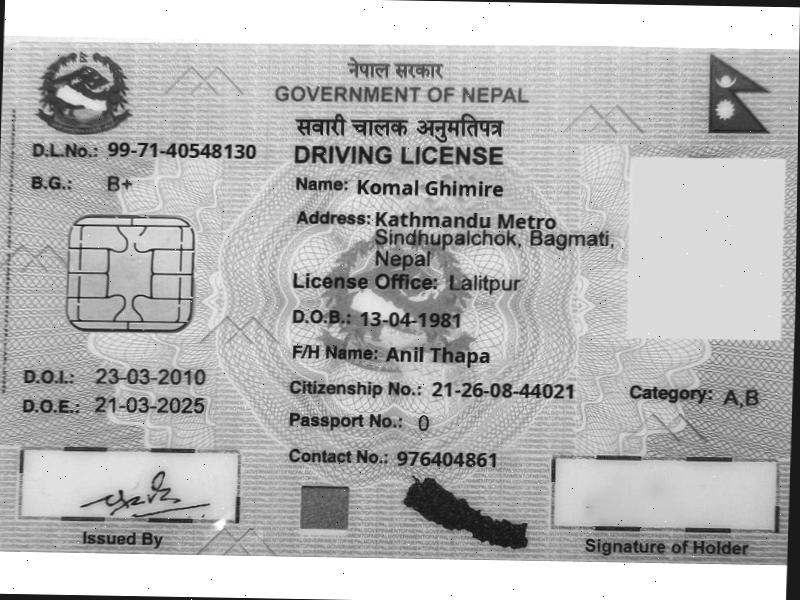 नेपाल सरकार
GOVERNMENT OF NEPAL
सवारी चालक अनुमतिपत्र
DRIVING LICENSE
D.L.No.: 99-71-40548130
B.G.: B+
Name: Komal Ghimire
Address: Kathmandu Metro
Sindhupalchok, Bagmati,
Nepal
License Office: Lalitpur
D.O.B.: 13-04-1981
F/H Name: Anil Thapa
D.O.I.: 23-03-2010
D.O.E.: 21-03-2025
Citizenship No.: 21-26-08-44021
Category: A,B
Passport No.: 0
Contact No.: 976404861
Issued By
Signature of Holder